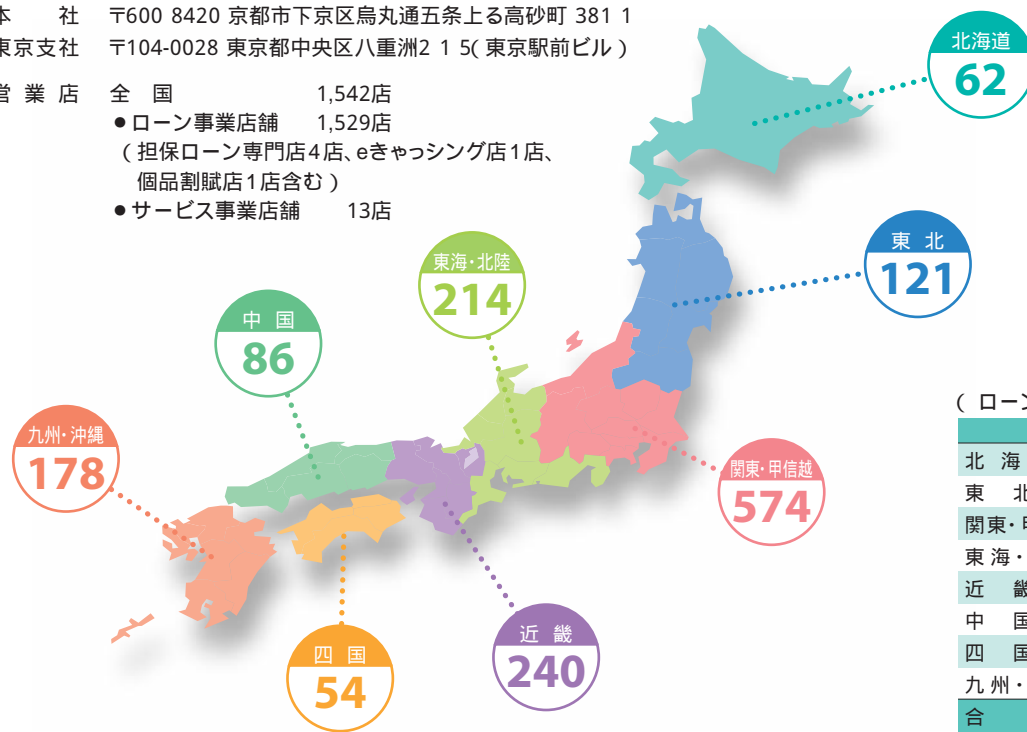 本 社 〒600 8420 京都市下京区烏丸通五条上る高砂町 381 1
東京支社 〒104-0028 東京都中央区八重洲2 1 5( 東京駅前ビル )
営 業 店 全 国 1,542店
●ローン事業店舗 1,529店
( 担保ローン専門店4店、eきゃっシング店1店、
個品割賦店1店含む )
●サービス事業店舗 13店
北海道
62
東 北
121
東海・北陸
214
中 国
86
九州・沖縄
178
関東・甲信越
574
近 畿
240
四 国
54
( ローン
北 海
東 北
関東・甲
東 海・
近 畿
中 国
四 国
九 州・
合